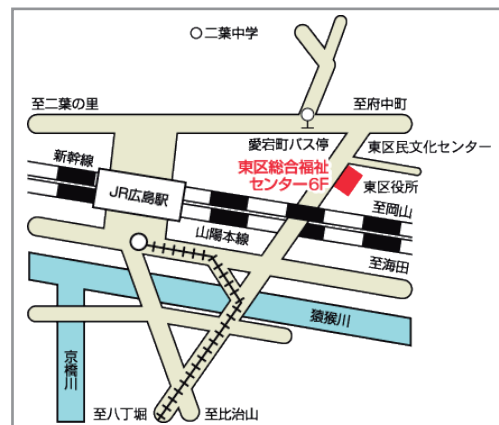 ○二葉中学
至二葉の里
至府中町
愛宕町バス停
東区民文化センター
新幹線
東区総合福祉
センター6F
東区役所
JR広島駅
至岡山
山陽本線
至海田
猿猴川
京橋川
至八丁堀
至比治山